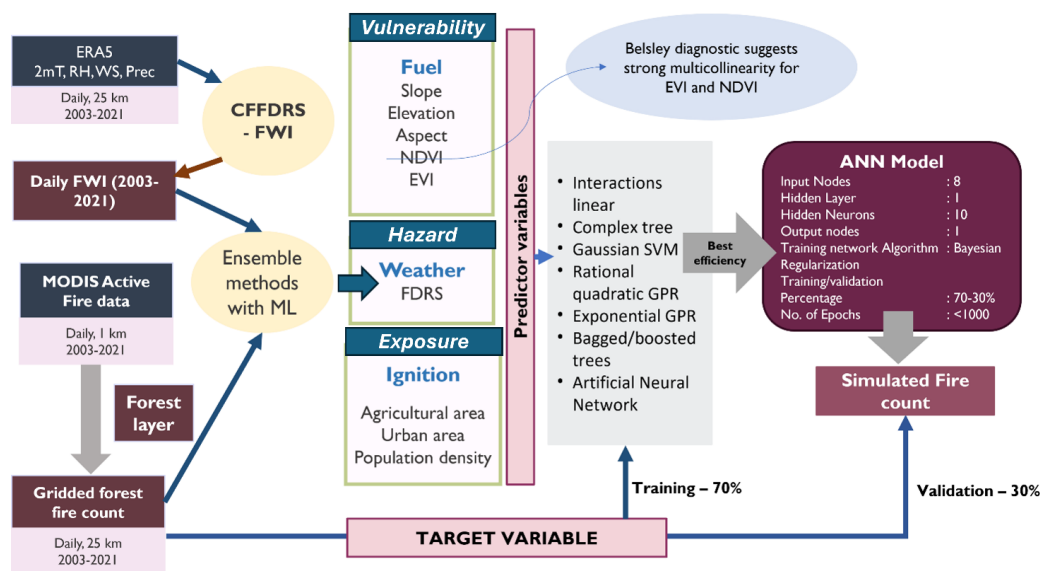 ERA5
2mT, RH, WS, Prec
Daily, 25 km
2003-2021
CFFDRS
- FWI
Daily FWI (2003-
2021)
MODIS Active
Fire data
Daily, 1 km
2003-2021
Forest
layer
Gridded forest
fire count
Daily, 25 km
2003-2021
Ensemble
methods
with ML
Vulnerability
Fuel
Slope
Elevation
Aspect
NDVI
EVI
Hazard
Weather
FDRS
Exposure
Ignition
Agricultural area
Urban area
Population density
Predictor variables
Belsley diagnostic suggests
strong multicollinearity for
EVI and NDVI
• Interactions
linear
• Complex tree
• Gaussian SVM
• Rational
quadratic GPR
• Exponential GPR
• Bagged/boosted
trees
• Artificial Neural
Network
Best
efficiency
ANN Model
Input Nodes : 8
Hidden Layer : 1
Hidden Neurons : 10
Output nodes : 1
Training network Algorithm : Bayesian
Regularization
Training/validation
Percentage : 70-30%
No. of Epochs : <1000
Simulated Fire
count
Training – 70%
Validation – 30%
TARGET VARIABLE